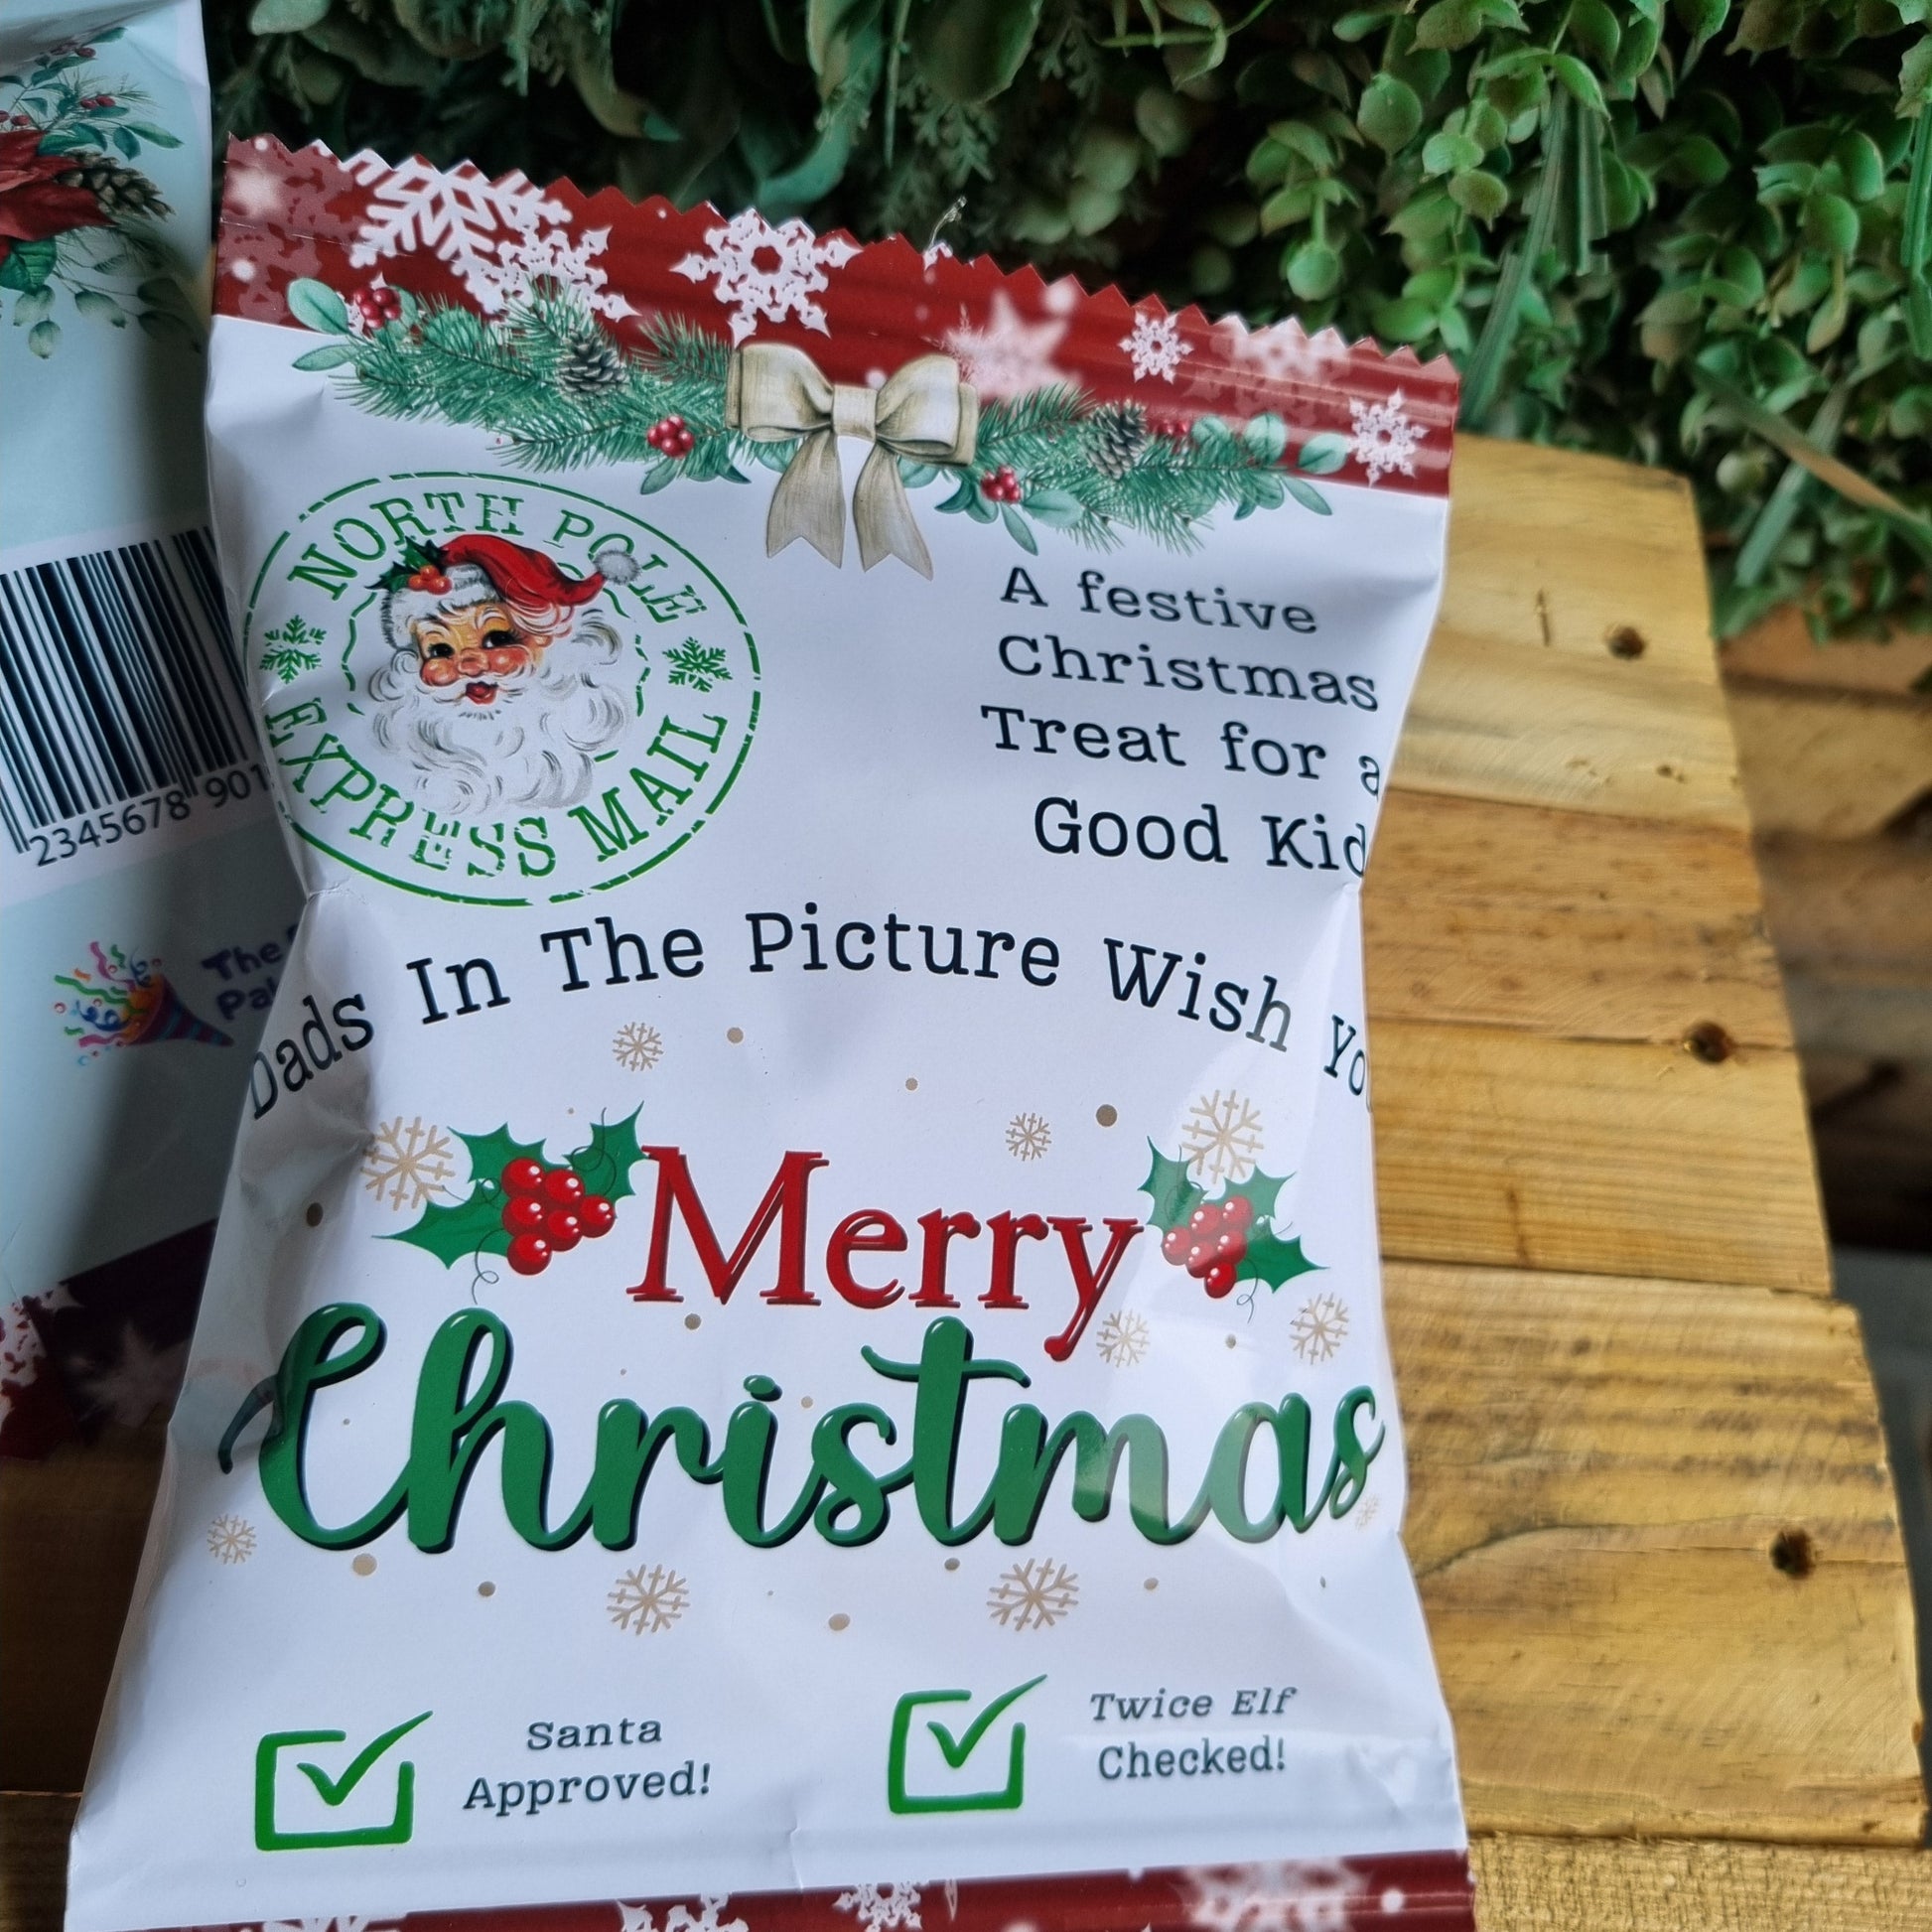 NORTH POLE
EXPRESS MAIL
A festive
Christmas
Treat for a
Good Kid
Dads In The Picture Wish
Merry
Christmas
Santa
Approved!
Twice Elf
Checked!
2345678 901
The